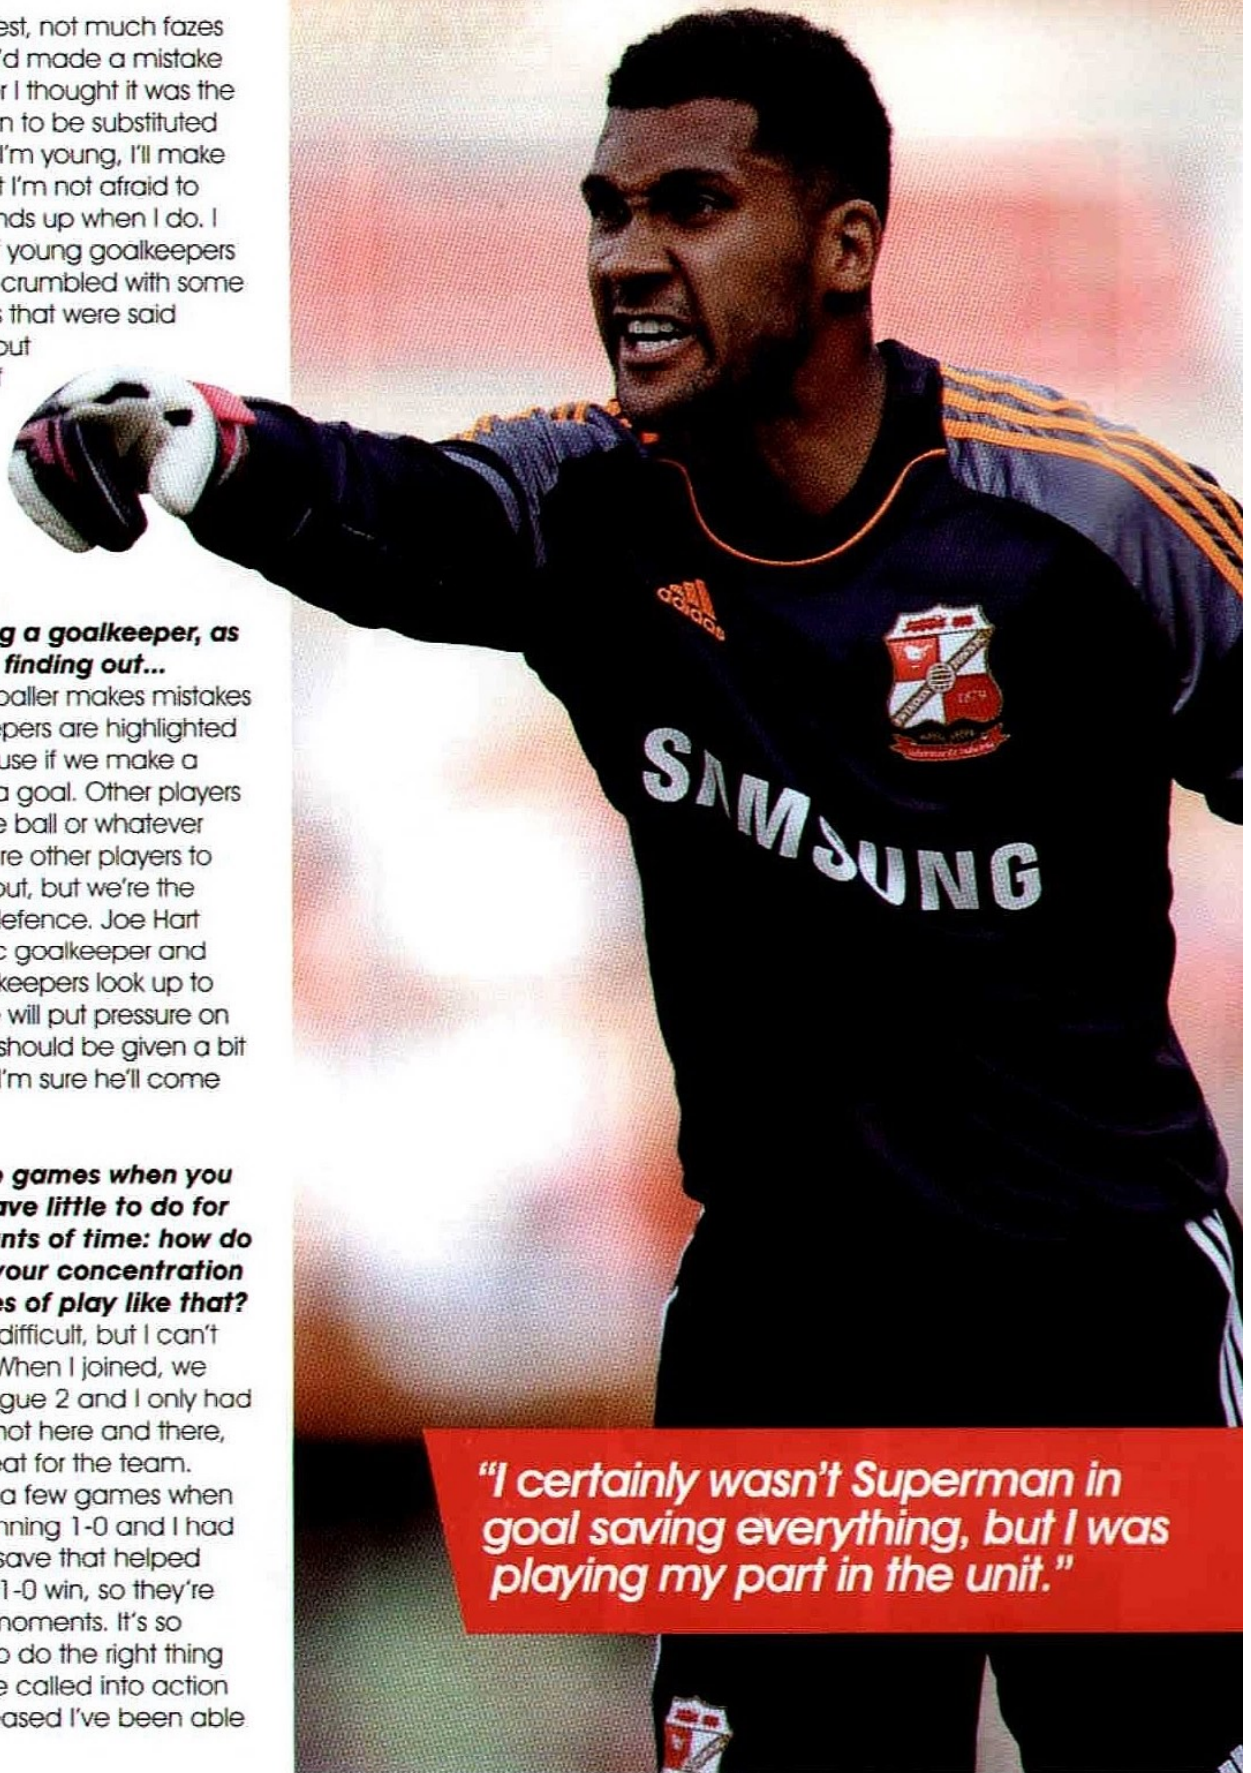 est, not much fazes
'd made a mistake
r I thought it was the
n to be substituted
I'm young, I'll make
t I'm not afraid to
nds up when I do. I
f young goalkeepers
crumbled with some
s that were said
out
f
g a goalkeeper, as
finding out...
baller makes mistakes
epers are highlighted
use if we make a
a goal. Other players
e ball or whatever
re other players to
out, but we're the
defence. Joe Hart
c goalkeeper and
keepers look up to
e will put pressure on
should be given a bit
I'm sure he'll come
e games when you
ave little to do for
nts of time: how do
your concentration
es of play like that?
difficult, but I can't
When I joined, we
gue 2 and I only had
hot here and there,
eat for the team.
a few games when
nning 1-0 and I had
save that helped
1-0 win, so they're
moments. It's so
o do the right thing
e called into action
ased I've been able
adidas
SWINDON
1879
SAMSUNG
"I certainly wasn't Superman in
goal saving everything, but I was
playing my part in the unit."